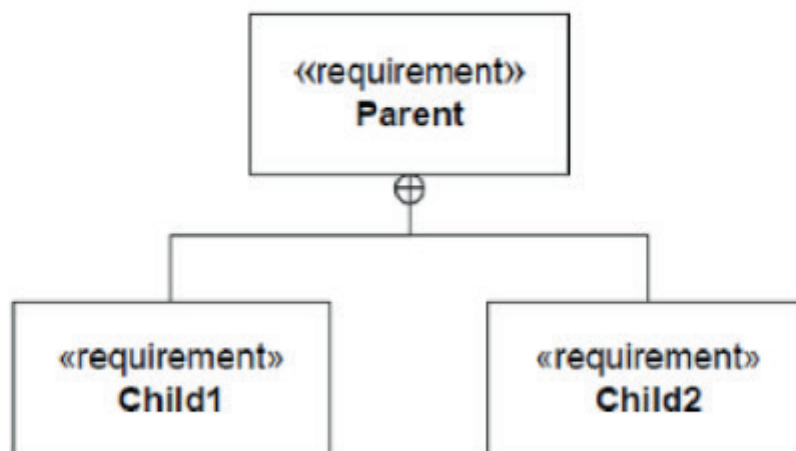 «requirement»
Parent
«requirement»
Child1
«requirement»
Child2